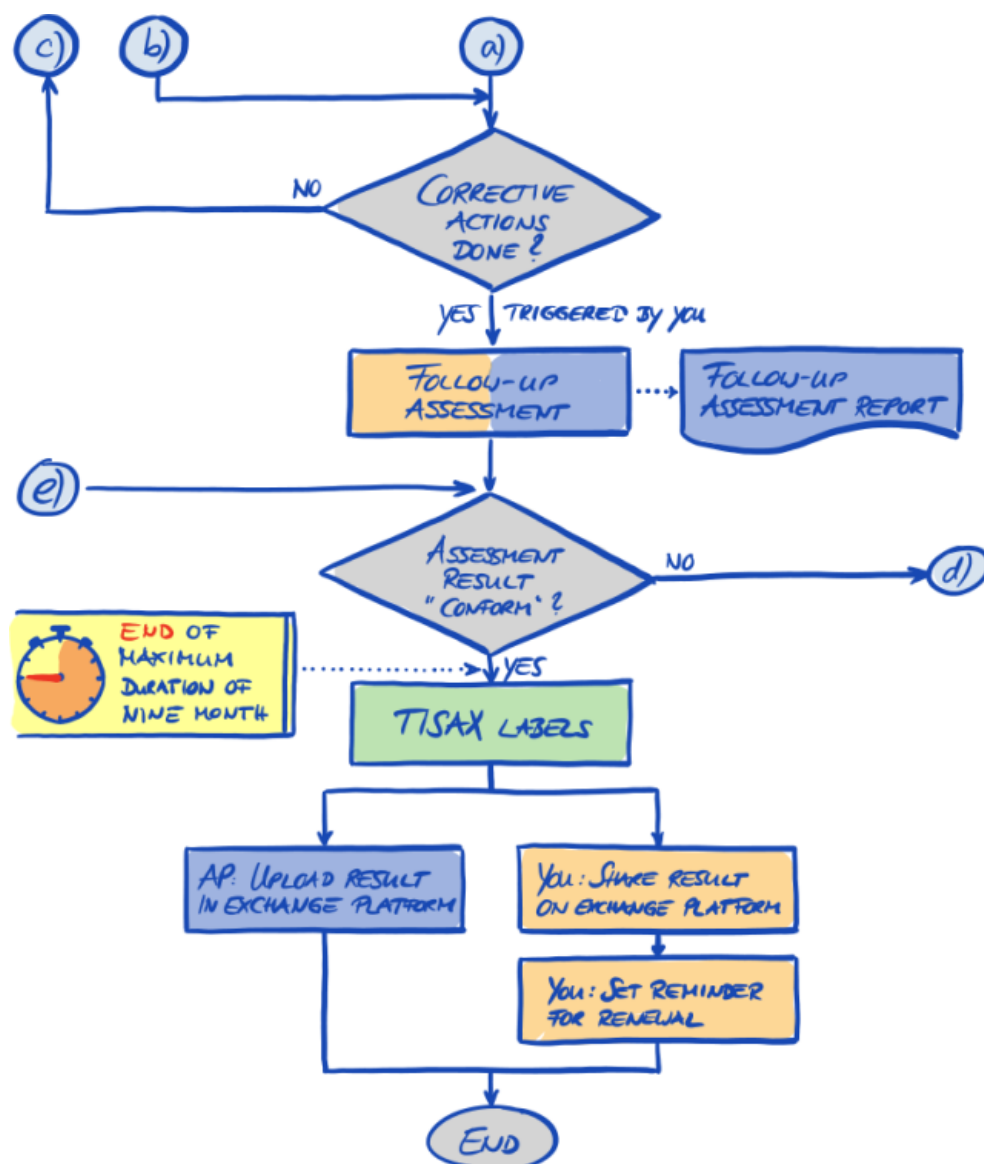 c)
b)
a)
CORRECTIVE
ACTIONS
DONE?
NO
YES
TRIGGERED BY YOU
FOLLOW-UP
ASSESSMENT
FOLLOW-UP
ASSESSMENT REPORT
e)
ASSESSMENT
RESULT
"CONFORM"?
NO
d)
END OF
MAXIMUM
DURATION OF
NINE MONTH
YES
TISAX LABELS
AP: UPLOAD RESULT
IN EXCHANGE PLATFORM
YOU: SHARE RESULT
ON EXCHANGE PLATFORM
YOU: SET REMINDER
FOR RENEWAL
END